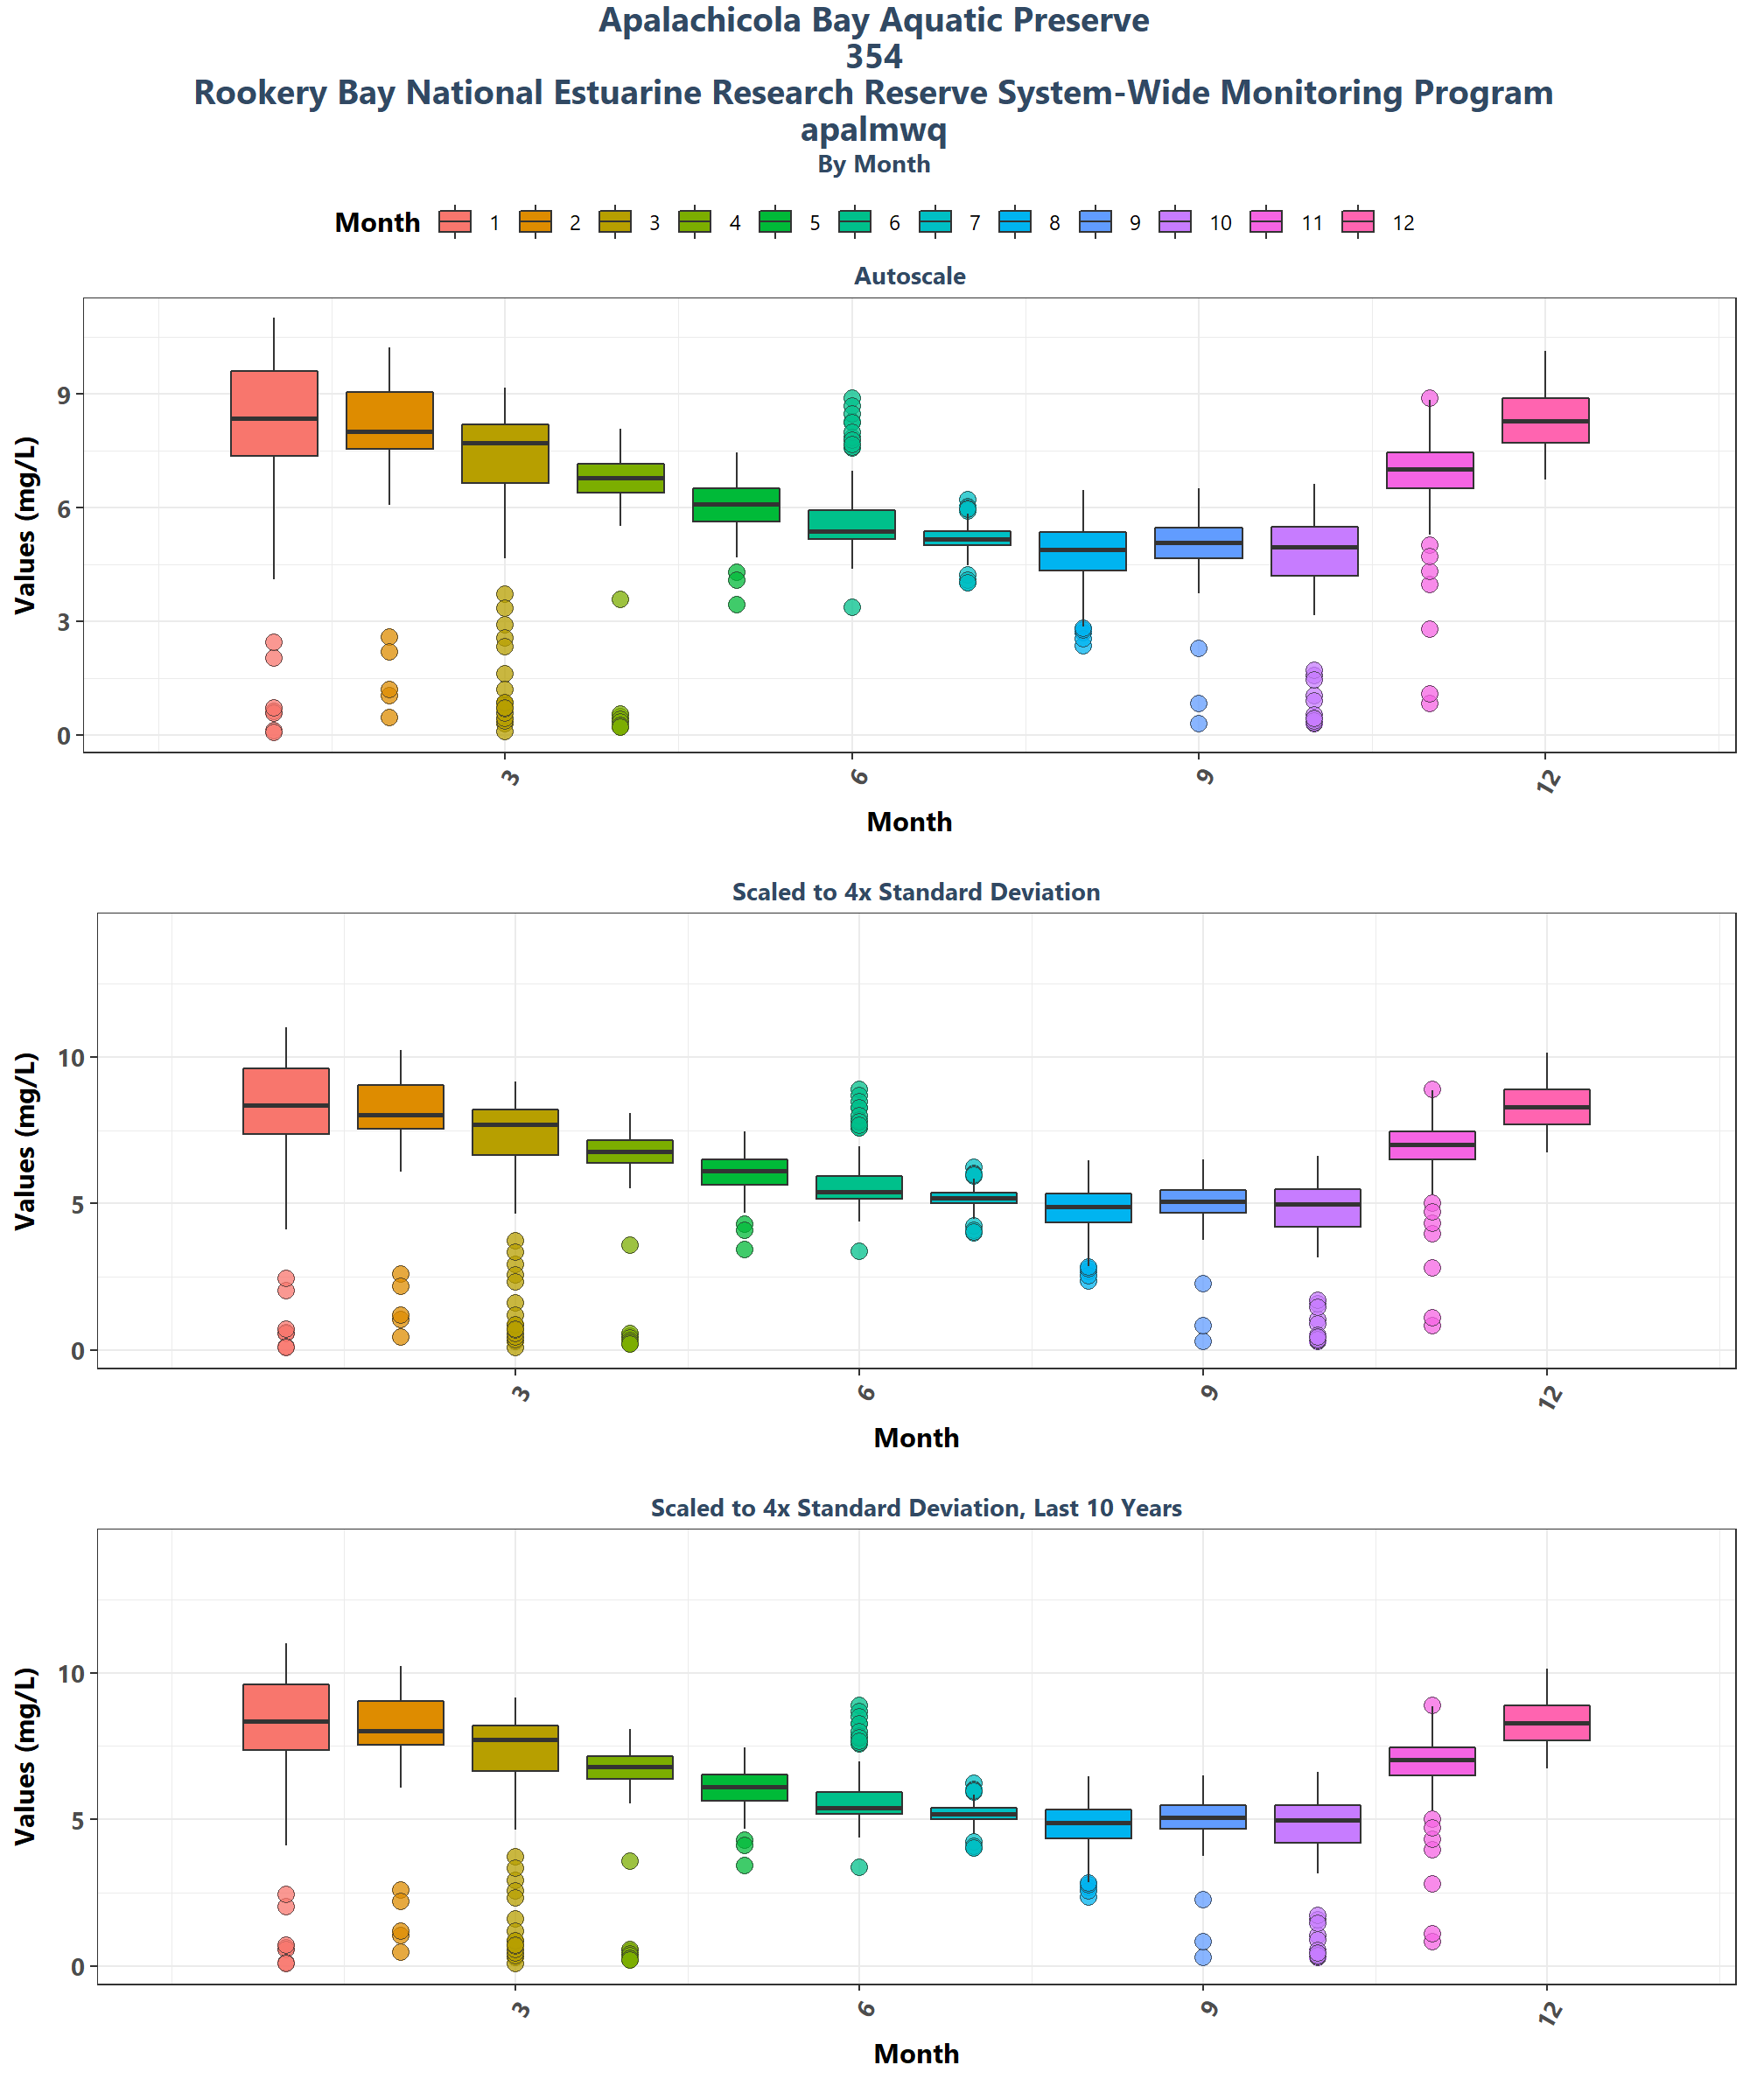 Apalachicola Bay Aquatic Preserve
354
Rookery Bay National Estuarine Research Reserve System-Wide Monitoring Program
apalmwq
By Month
Month 1 2 3 4 5 6 7 8 9 10 11 12
Autoscale
Values (mg/L)
9
6
3
0
3 6 9 12
Month
Scaled to 4x Standard Deviation
Values (mg/L)
10
5
0
3 6 9 12
Month
Scaled to 4x Standard Deviation, Last 10 Years
Values (mg/L)
10
5
0
3 6 9 12
Month